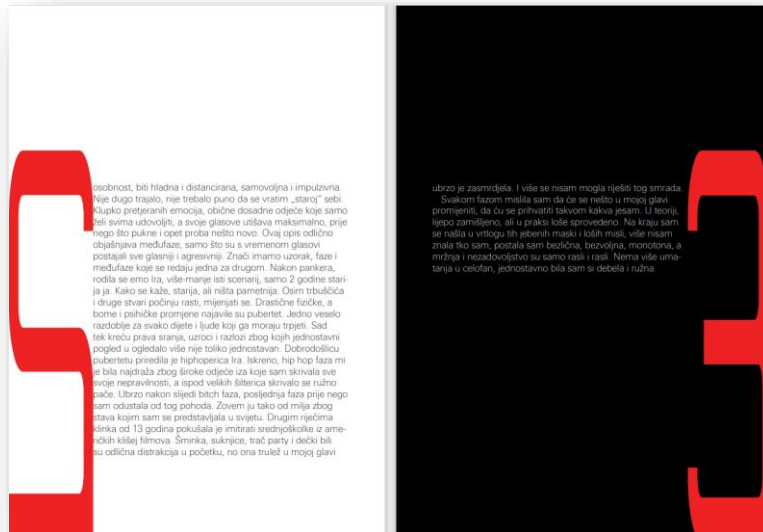 S
osobnost, biti hladna i distancirana, samovoljna i impulzivna.
Nije dugo trajalo, nije trebalo puno da se vratim „staroj” sebi.
Klupko pretjeranih emocija, obične dosadne odjeće koje samo
želi svima udovoljiti, a svoje glasove utišava maksimalno, prije
nego što pukne i opet proba nešto novo. Ovaj opis odlično
objašnjava međufaze, samo što su s vremenom glasovi
postajali sve glasniji i agresivniji. Znači imamo uzorak, faze i
međufaze koje se redaju jedna za drugom. Nakon pankera,
rodila se emo Ira, više-manje isti scenarij, samo 2 godine stari-
ja ja. Kako se kaže, starija, ali ništa pametnija. Osim trbuščića
i druge stvari počinju rasti, mijenjati se. Drastične fizičke, a
bome i psihičke promjene najavile su pubertet. Jedno veselo
razdoblje za svako dijete i ljude koji ga moraju trpjeti. Sad
tek kreću prava sranja, uzroci i razlozi zbog kojih jednostavni
pogled u ogledalo više nije toliko jednostavan. Dobrodošlicu
pubertetu priredila je hiphoperica Ira. Iskreno, hip hop faza mi
je bila najdraža zbog široke odjeće iza koje sam skrivala sve
svoje nepravilnosti, a ispod velikih šilterica skrivalo se ružno
pače. Ubrzo nakon slijedi bitch faza, posljednja faza prije nego
sam odustala od tog pohoda. Zovem ju tako od milja zbog
stava kojim sam se predstavljala u svijetu. Drugim riječima
klinka od 13 godina pokušala je imitirati srednjoškolke iz ame-
ričkih klišej filmova. Šminka, suknjice, trač party i dečki bili
su odlična distrakcija u početku, no ona trulež u mojoj glavi
ubrzo je zasmrdjela. I više se nisam mogla riješiti tog smrada.
Svakom fazom mislila sam da će se nešto u mojoj glavi
promijeniti, da ću se prihvatiti takvom kakva jesam. U teoriji,
lijepo zamišljeno, ali u praksi loše sprovedeno. Na kraju sam
se našla u vrtlogu tih jebenih maski i loših misli, više nisam
znala tko sam, postala sam bezlična, bezvoljna, monotona, a
mržnja i nezadovoljstvo su samo rasli i rasli. Nema više uma-
tanja u celofan, jednostavno bila sam si debela i ružna.
3